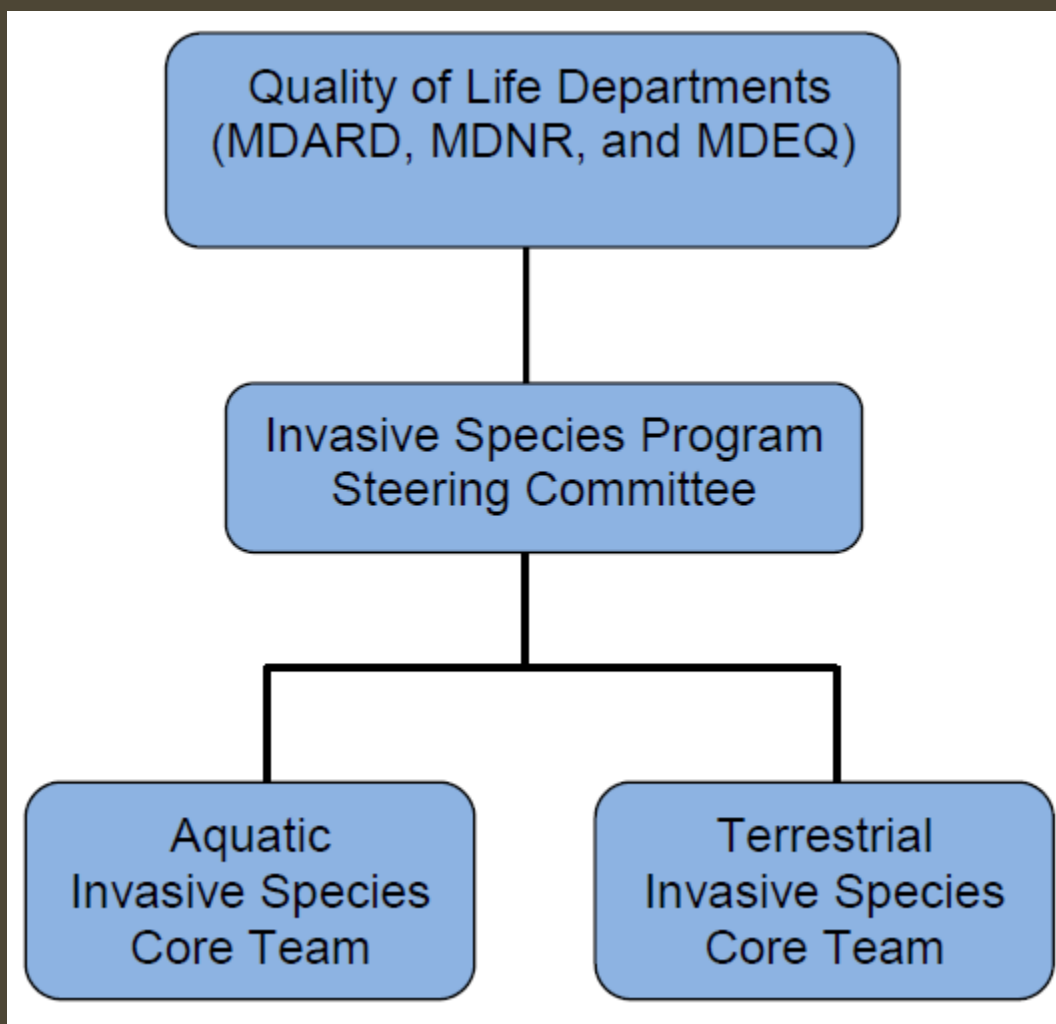 Quality of Life Departments
(MDARD, MDNR, and MDEQ)
Invasive Species Program
Steering Committee
Aquatic
Invasive Species
Core Team
Terrestrial
Invasive Species
Core Team